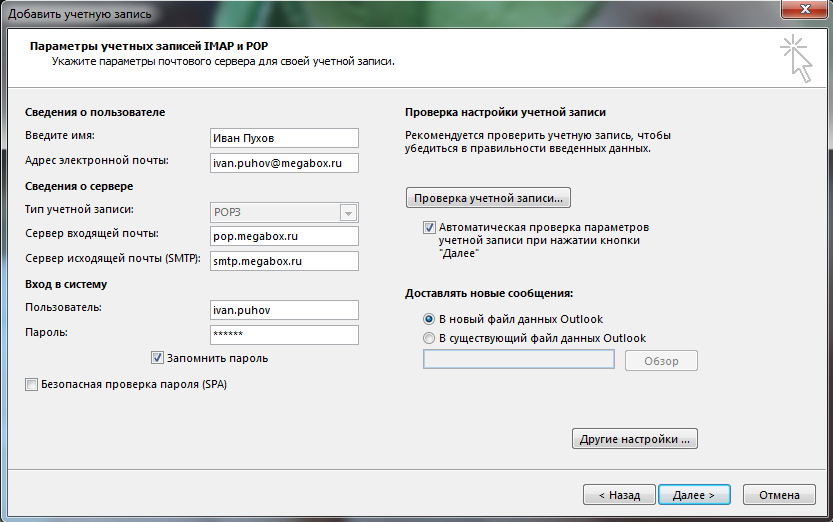 Добавить учетную запись
Параметры учетных записей IMAP и POP
Укажите параметры почтового сервера для своей учетной записи.
Сведения о пользователе
Введите имя:
Иван Пухов
Адрес электронной почты:
ivan.puhov@megabox.ru
Сведения о сервере
Тип учетной записи:
POP3
Сервер входящей почты:
pop.megabox.ru
Сервер исходящей почты (SMTP):
smtp.megabox.ru
Вход в систему
Пользователь:
ivan.puhov
Пароль:
******
Запомнить пароль
Безопасная проверка пароля (SPA)
Проверка настройки учетной записи
Рекомендуется проверить учетную запись, чтобы
убедиться в правильности введенных данных.
Проверка учетной записи...
Автоматическая проверка параметров
учетной записи при нажатии кнопки
"Далее"
Доставлять новые сообщения:
В новый файл данных Outlook
В существующий файл данных Outlook
Обзор
Другие настройки ...
< Назад
Далее >
Отмена